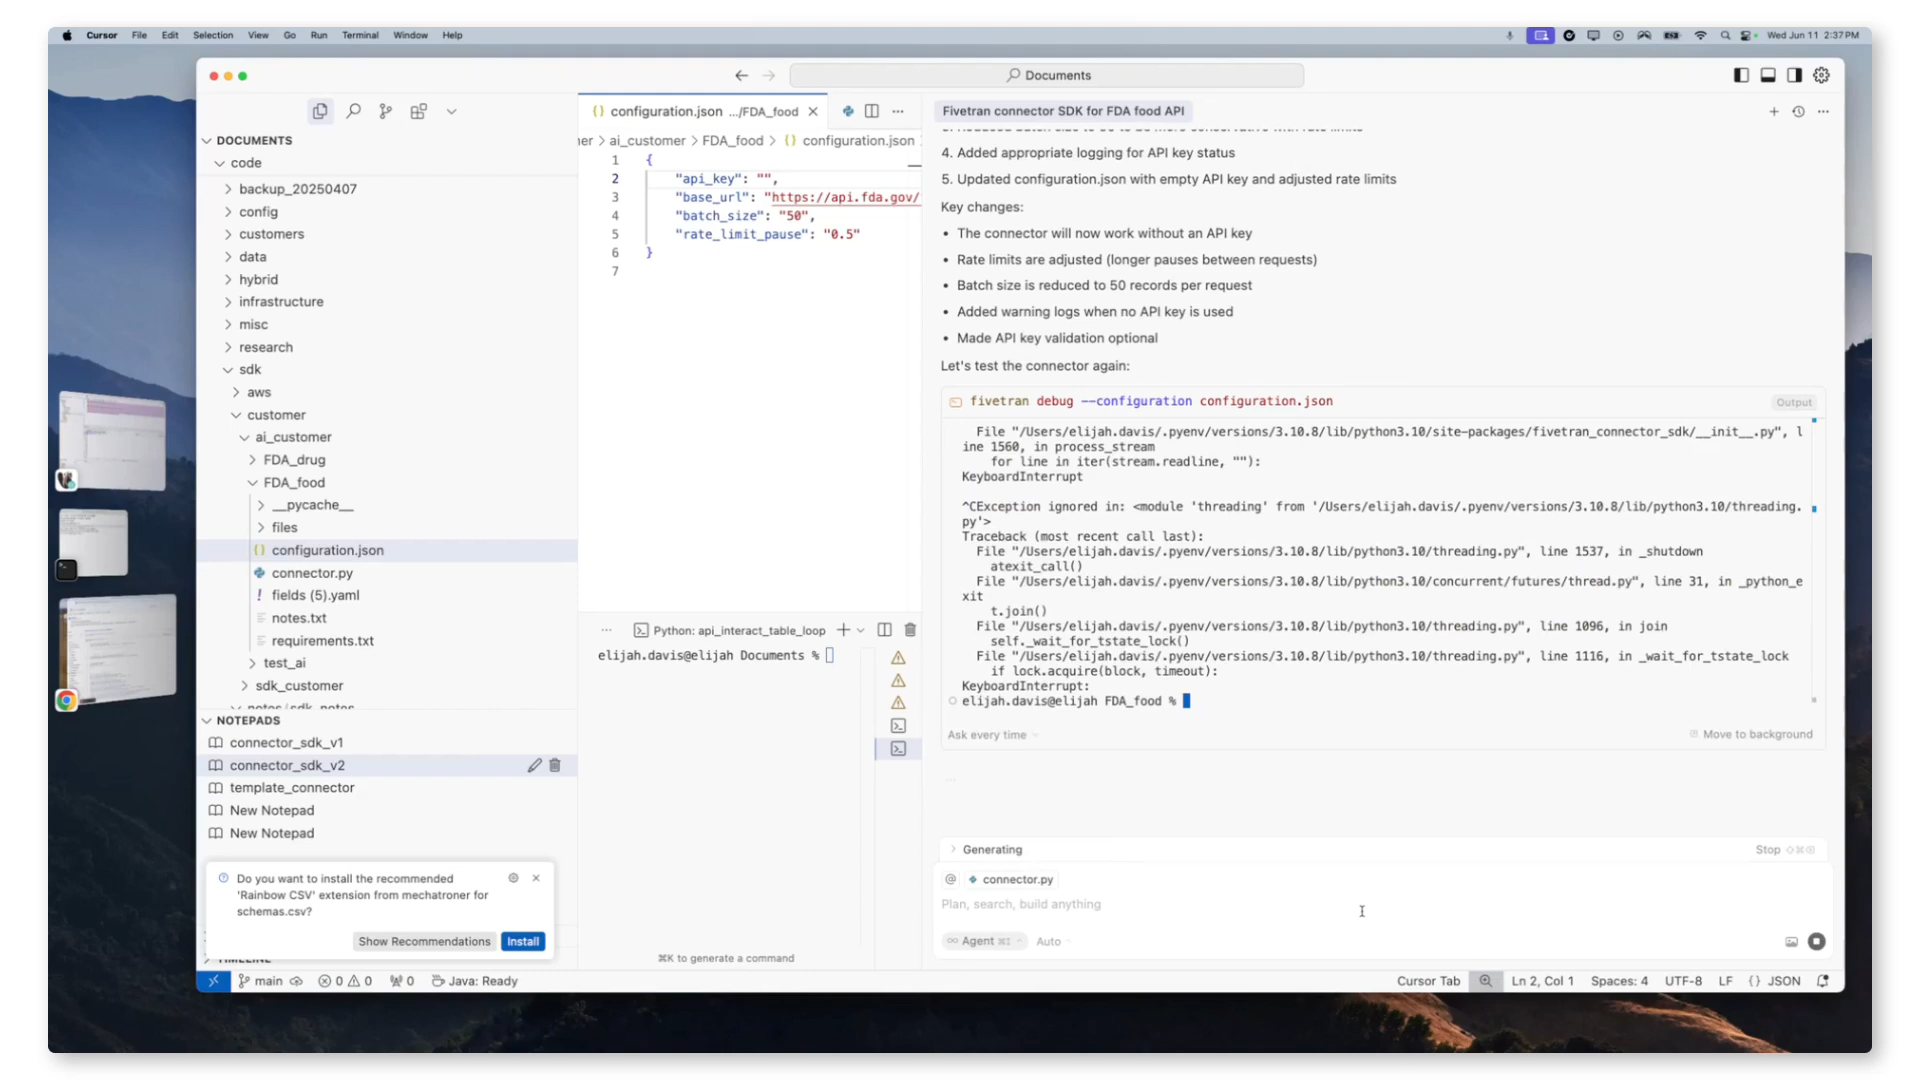 Cursor File Edit Selection View Go Run Terminal Window Help
Wed Jun 11 2:37 PM
Documents
DOCUMENTS
code
backup_20250407
config
customers
data
hybrid
infrastructure
misc
research
sdk
aws
customer
ai_customer
FDA_drug
FDA_food
__pycache__
files
configuration.json
connector.py
fields (5).yaml
notes.txt
requirements.txt
test_ai
sdk_customer
NOTEPADS
connector_sdk_v1
connector_sdk_v2
template_connector
New Notepad
New Notepad
Do you want to install the recommended
'Rainbow CSV' extension from mechatroner for
schemas.csv?
Show Recommendations Install
TIMELINE
configuration.json .../FDA_food
er > ai_customer > FDA_food > {} configuration.json
1 {
2 "api_key": "",
3 "base_url": "https://api.fda.gov/
4 "batch_size": "50",
5 "rate_limit_pause": "0.5"
6 }
7
Python: api_interact_table_loop
elijah.davis@elijah Documents %
⌘K to generate a command
Fivetran connector SDK for FDA food API
4. Added appropriate logging for API key status
5. Updated configuration.json with empty API key and adjusted rate limits
Key changes:
• The connector will now work without an API key
• Rate limits are adjusted (longer pauses between requests)
• Batch size is reduced to 50 records per request
• Added warning logs when no API key is used
• Made API key validation optional
Let's test the connector again:
fivetran debug --configuration configuration.json
Output
File "/Users/elijah.davis/.pyenv/versions/3.10.8/lib/python3.10/site-packages/fivetran_connector_sdk/__init__.py", l
ine 1560, in process_stream
for line in iter(stream.readline, ""):
KeyboardInterrupt
^CException ignored in: <module 'threading' from '/Users/elijah.davis/.pyenv/versions/3.10.8/lib/python3.10/threading.
py'>
Traceback (most recent call last):
File "/Users/elijah.davis/.pyenv/versions/3.10.8/lib/python3.10/threading.py", line 1537, in _shutdown
atexit_call()
File "/Users/elijah.davis/.pyenv/versions/3.10.8/lib/python3.10/concurrent/futures/thread.py", line 31, in _python_e
xit
t.join()
File "/Users/elijah.davis/.pyenv/versions/3.10.8/lib/python3.10/threading.py", line 1096, in join
self._wait_for_tstate_lock()
File "/Users/elijah.davis/.pyenv/versions/3.10.8/lib/python3.10/threading.py", line 1116, in _wait_for_tstate_lock
if lock.acquire(block, timeout):
KeyboardInterrupt:
elijah.davis@elijah FDA_food %
Ask every time
Move to background
Generating
Stop
@ connector.py
Plan, search, build anything
Agent ⌘I Auto
main 0 0 0 Java: Ready
Cursor Tab Ln 2, Col 1 Spaces: 4 UTF-8 LF {} JSON